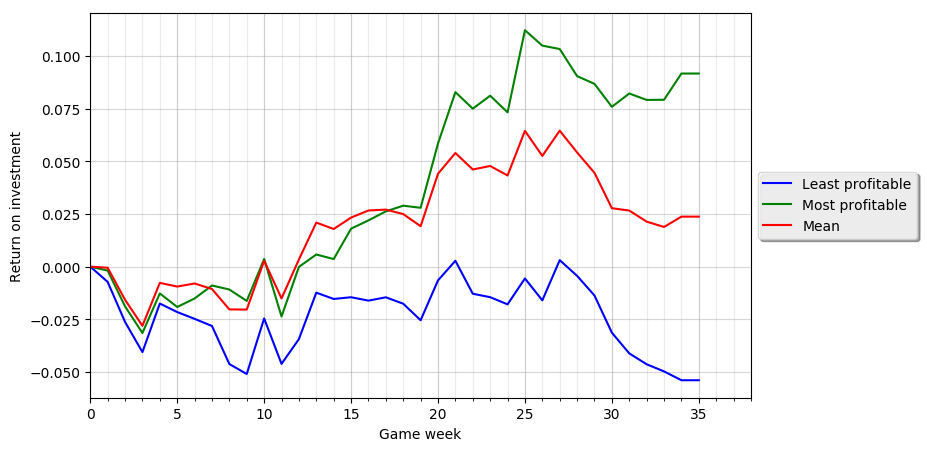 Return on investment
0.100
0.075
0.050
0.025
0.000
−0.025
−0.050
0 5 10 15 20 25 30 35
Game week
Least profitable
Most profitable
Mean